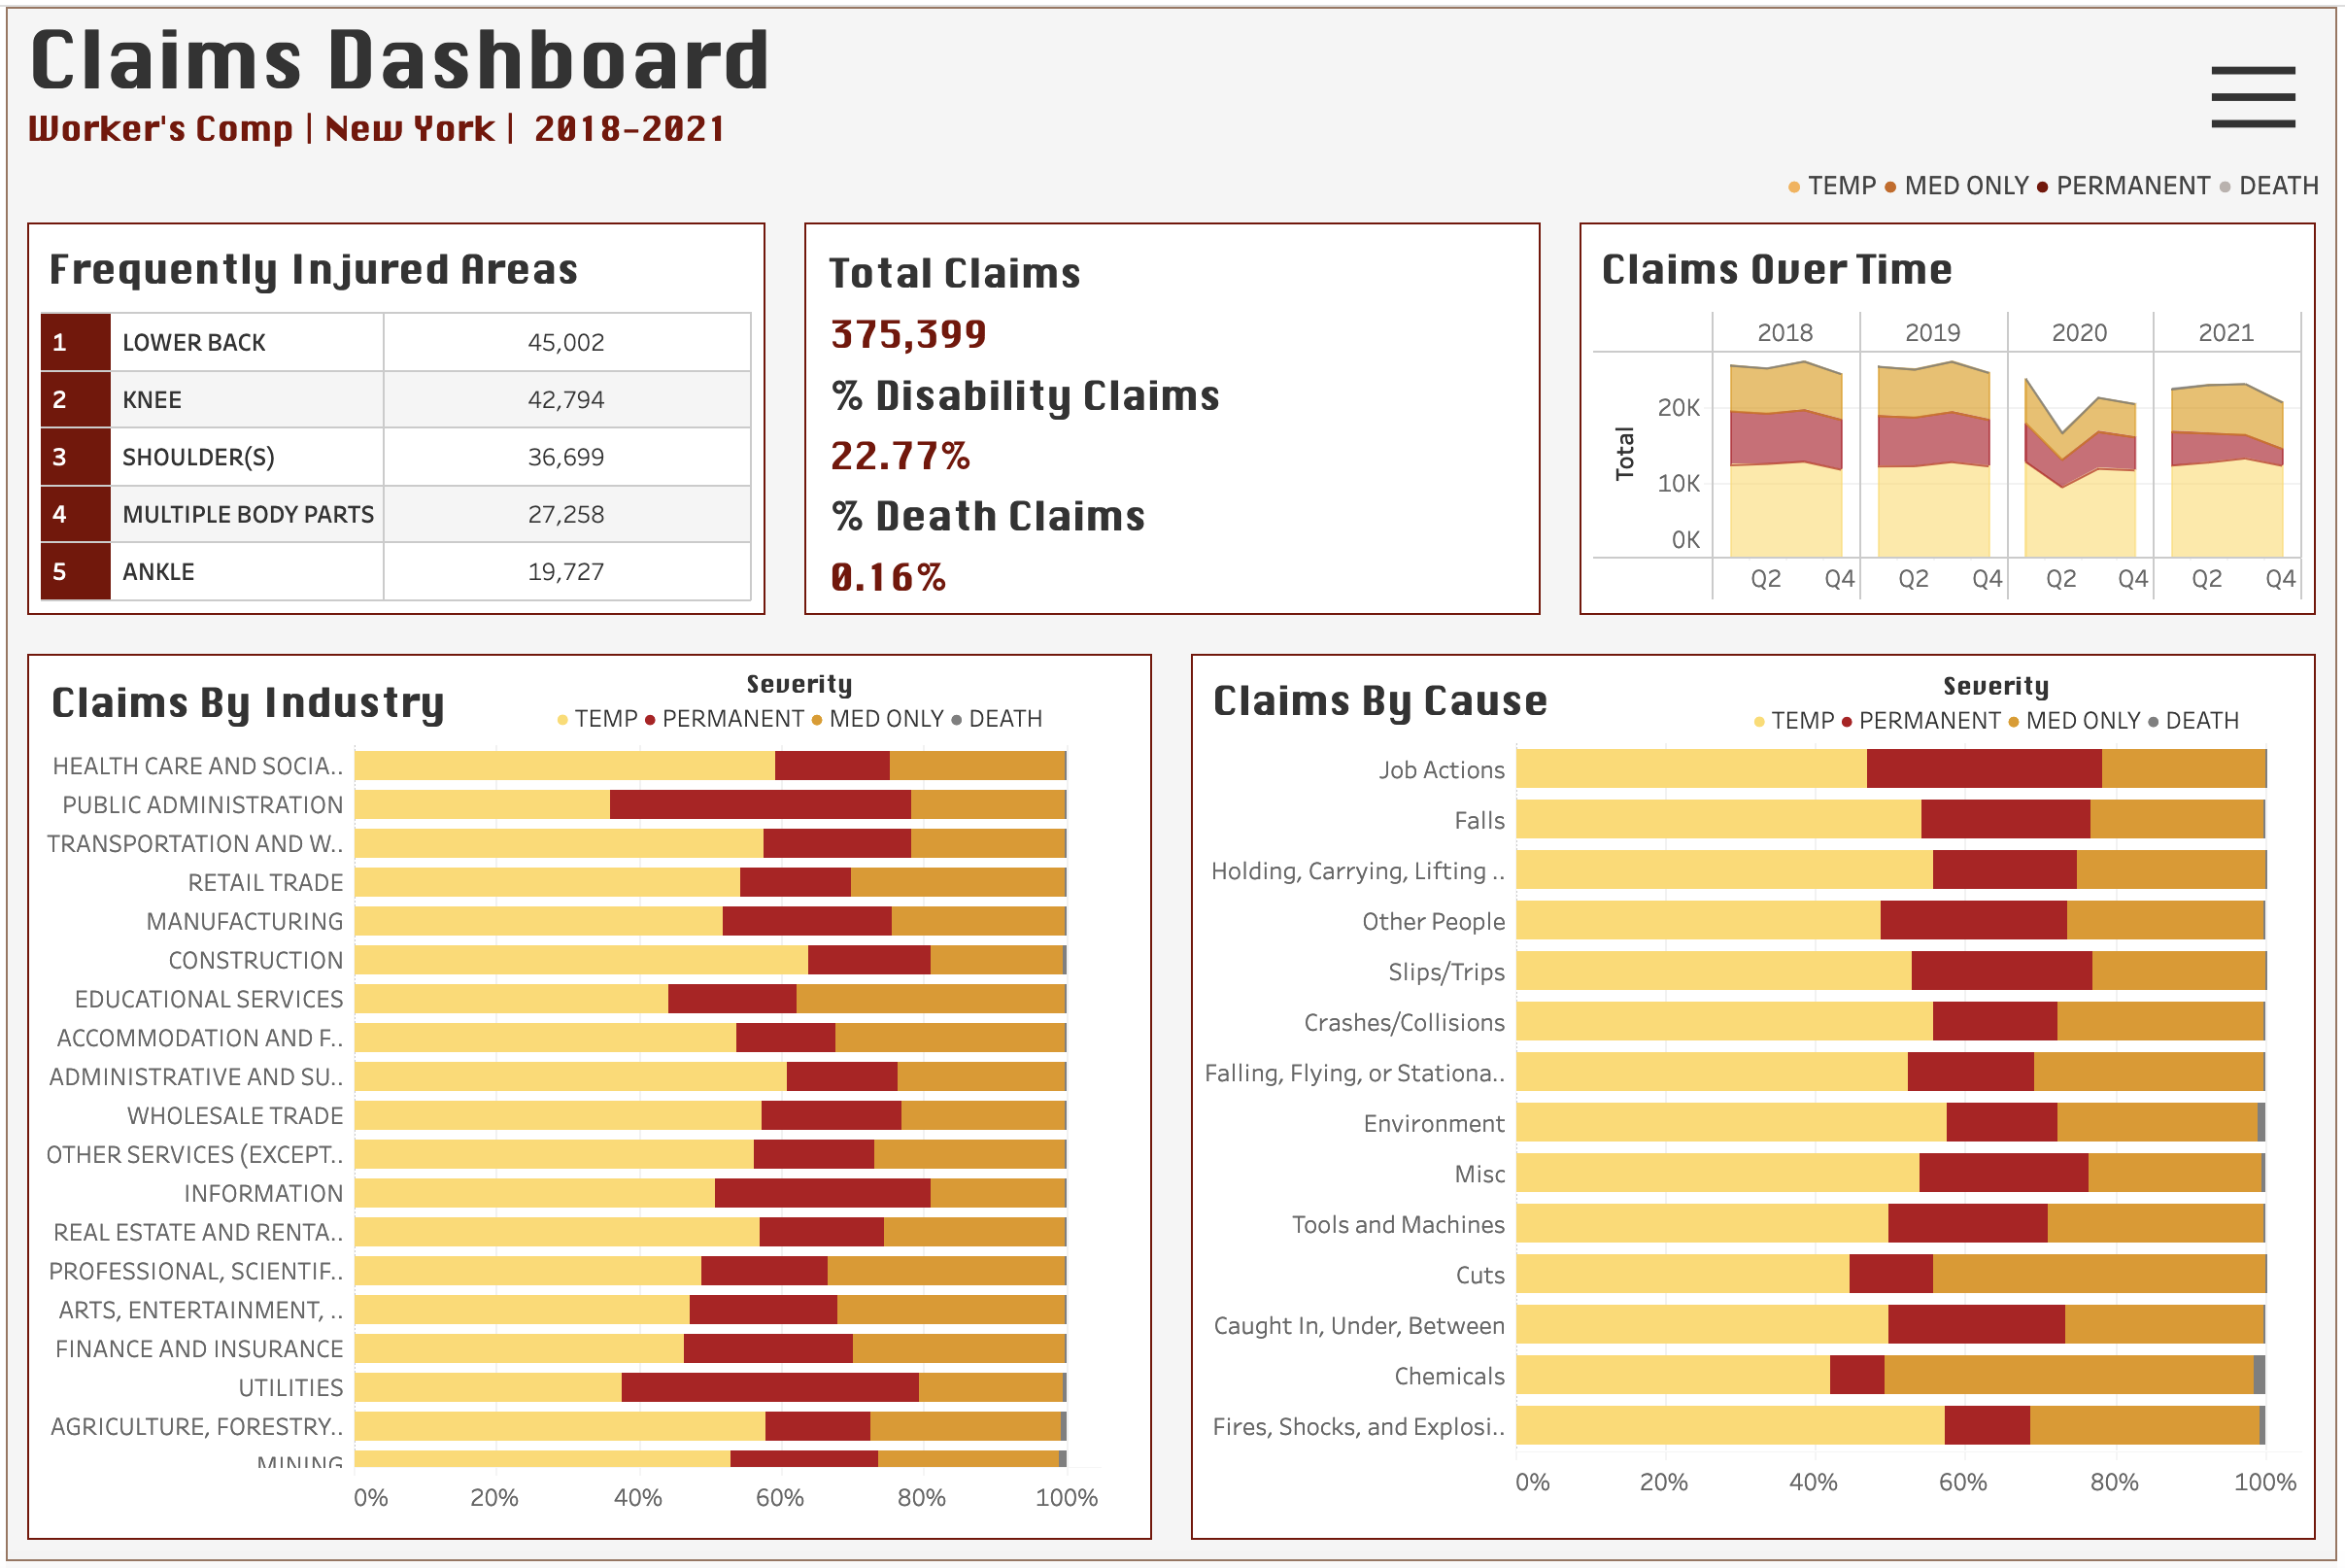 Claims Dashboard
Worker's Comp | New York | 2018-2021
TEMP MED ONLY PERMANENT DEATH
Frequently Injured Areas
1 LOWER BACK 45,002
2 KNEE 42,794
3 SHOULDER(S) 36,699
4 MULTIPLE BODY PARTS 27,258
5 ANKLE 19,727
Total Claims
375,399
% Disability Claims
22.77%
% Death Claims
0.16%
Claims Over Time
2018 2019 2020 2021
Total
20K
10K
0K
Q2 Q4 Q2 Q4 Q2 Q4 Q2 Q4
Claims By Industry
Severity
TEMP PERMANENT MED ONLY DEATH
HEALTH CARE AND SOCIA..
PUBLIC ADMINISTRATION
TRANSPORTATION AND W..
RETAIL TRADE
MANUFACTURING
CONSTRUCTION
EDUCATIONAL SERVICES
ACCOMMODATION AND F..
ADMINISTRATIVE AND SU..
WHOLESALE TRADE
OTHER SERVICES (EXCEPT..
INFORMATION
REAL ESTATE AND RENTA..
PROFESSIONAL, SCIENTIF..
ARTS, ENTERTAINMENT, ..
FINANCE AND INSURANCE
UTILITIES
AGRICULTURE, FORESTRY..
MINING
0% 20% 40% 60% 80% 100%
Claims By Cause
Severity
TEMP PERMANENT MED ONLY DEATH
Job Actions
Falls
Holding, Carrying, Lifting ..
Other People
Slips/Trips
Crashes/Collisions
Falling, Flying, or Stationa..
Environment
Misc
Tools and Machines
Cuts
Caught In, Under, Between
Chemicals
Fires, Shocks, and Explosi..
0% 20% 40% 60% 80% 100%